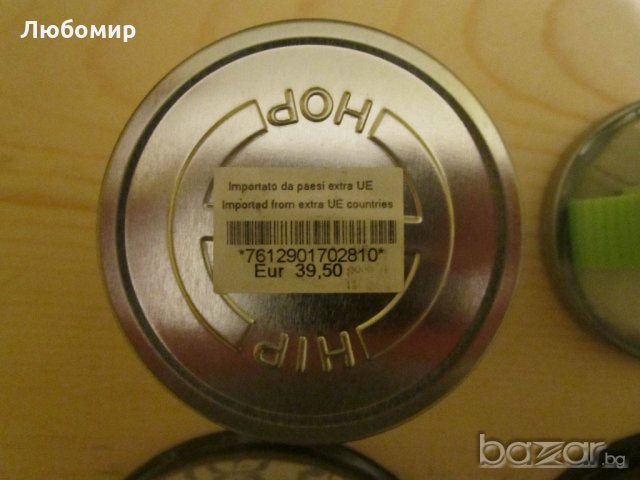 Любомир
HOP
Importato da paesi extra UE
Imported from extra UE countries
*7612901702810*
Eur 39,50
HIP
bazar.bg